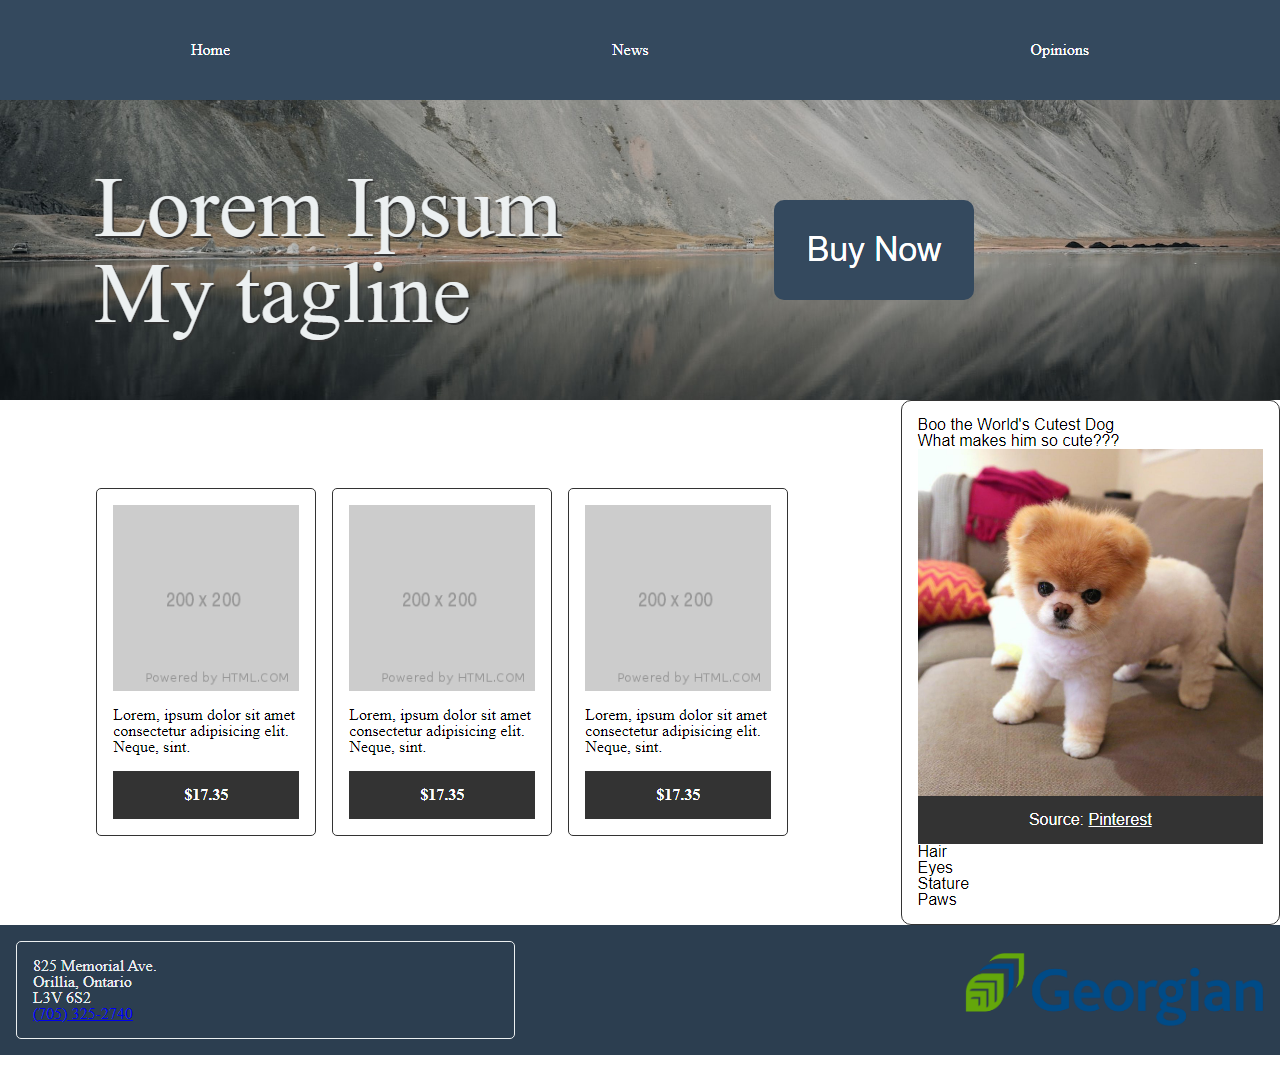 Home
News
Opinions
Lorem Ipsum
My tagline
Buy Now
200 x 200
Powered by HTML.COM
Lorem, ipsum dolor sit amet
consectetur adipisicing elit.
Neque, sint.
$17.35
200 x 200
Powered by HTML.COM
Lorem, ipsum dolor sit amet
consectetur adipisicing elit.
Neque, sint.
$17.35
200 x 200
Powered by HTML.COM
Lorem, ipsum dolor sit amet
consectetur adipisicing elit.
Neque, sint.
$17.35
Boo the World's Cutest Dog
What makes him so cute???
Source: Pinterest
Hair
Eyes
Stature
Paws
825 Memorial Ave.
Orillia, Ontario
L3V 6S2
(705) 325-2740
Georgian